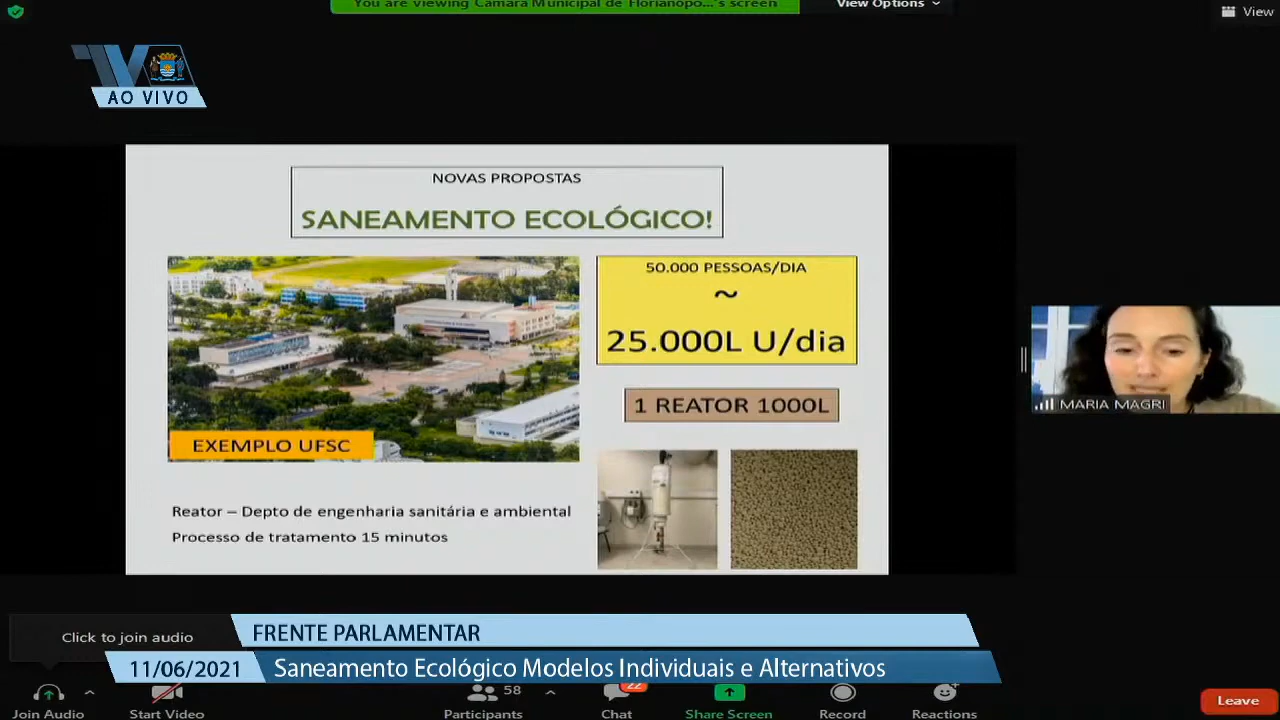 You are viewing Câmara Municipal de Florianópo...'s screen
View Options
View
TV
AO VIVO
NOVAS PROPOSTAS
SANEAMENTO ECOLÓGICO!
50.000 PESSOAS/DIA
~
25.000L U/dia
1 REATOR 1000L
EXEMPLO UFSC
Reator – Depto de engenharia sanitária e ambiental
Processo de tratamento 15 minutos
MARIA MAGRI
Click to join audio
FRENTE PARLAMENTAR
11/06/2021
Saneamento Ecológico Modelos Individuais e Alternativos
Join Audio
Start Video
58
Participants
22
Chat
Share Screen
Record
Reactions
Leave